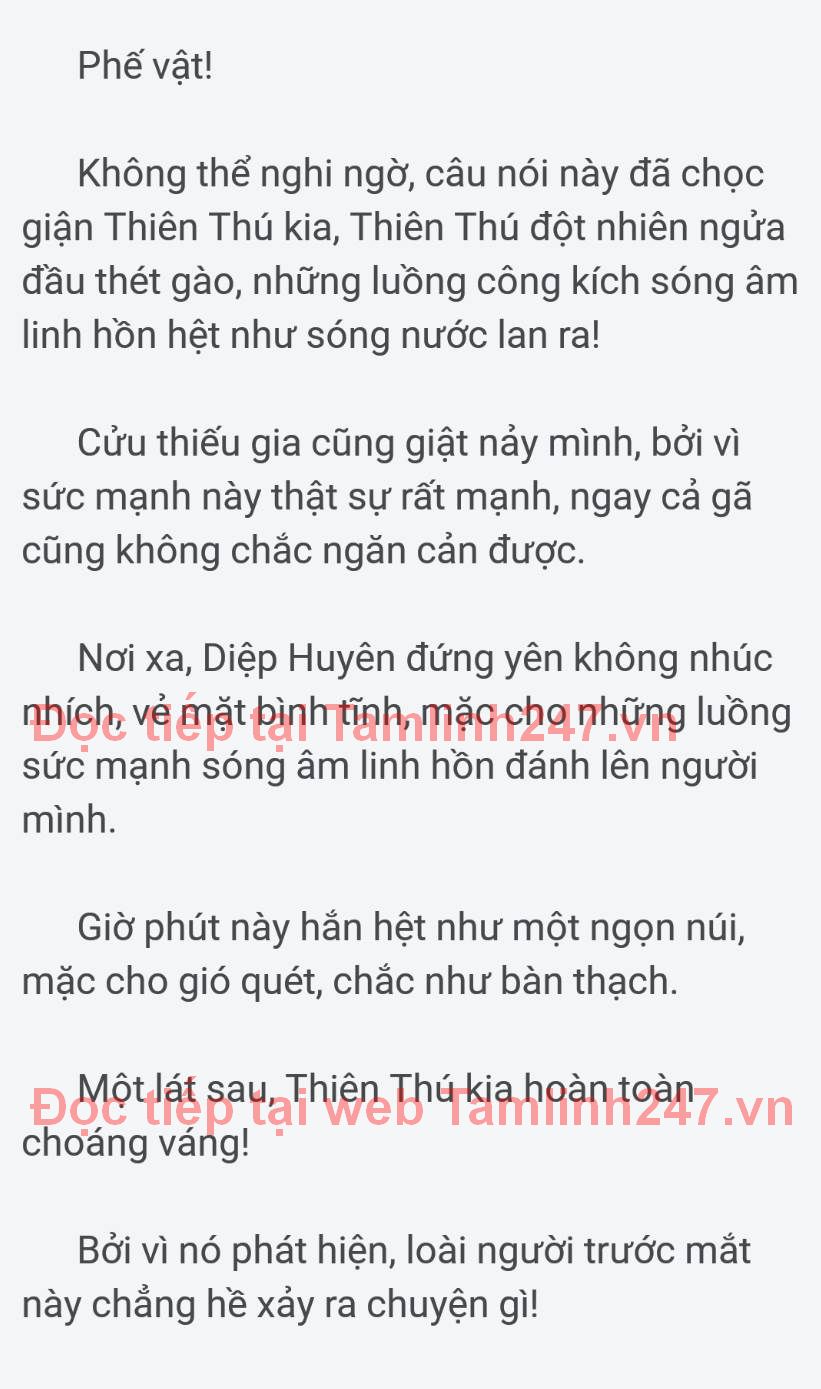 Phế vật!
Không thể nghi ngờ, câu nói này đã chọc
giận Thiên Thú kia, Thiên Thú đột nhiên ngửa
đầu thét gào, những luồng công kích sóng âm
linh hồn hệt như sóng nước lan ra!
Cửu thiếu gia cũng giật nảy mình, bởi vì
sức mạnh này thật sự rất mạnh, ngay cả gã
cũng không chắc ngăn cản được.
Nơi xa, Diệp Huyên đứng yên không nhúc
nhích, vẻ mặt bình tĩnh, mặc cho những luồng
Đọc tiếp tại Tamlinh247.vn
sức mạnh sóng âm linh hồn đánh lên người
mình.
Giờ phút này hắn hệt như một ngọn núi,
mặc cho gió quét, chắc như bàn thạch.
Một lát sau, Thiên Thú kia hoàn toàn
Đọc tiếp tại web Tamlinh247.vn
choáng váng!
Bởi vì nó phát hiện, loài người trước mắt
này chẳng hề xảy ra chuyện gì!